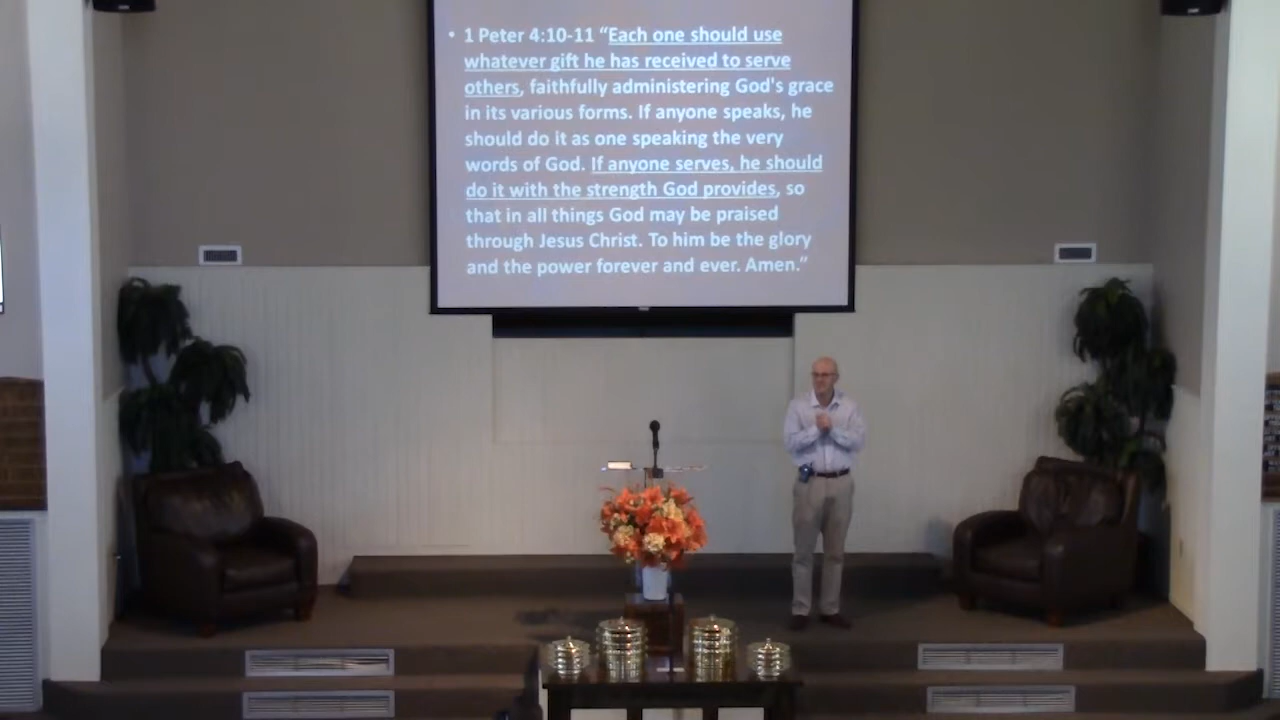 • 1 Peter 4:10-11 “Each one should use
whatever gift he has received to serve
others, faithfully administering God's grace
in its various forms. If anyone speaks, he
should do it as one speaking the very
words of God. If anyone serves, he should
do it with the strength God provides, so
that in all things God may be praised
through Jesus Christ. To him be the glory
and the power forever and ever. Amen.”